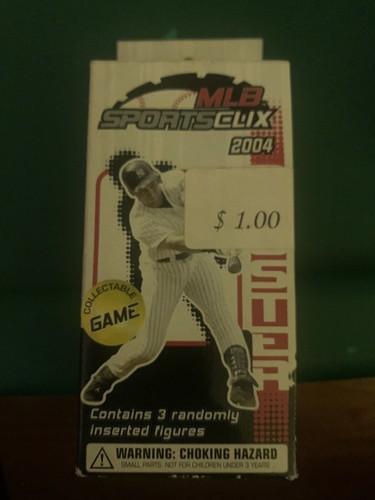 MLB
SPORTSCLIX
2004
$ 1.00
COLLECTABLE
GAME
Contains 3 randomly
inserted figures
WARNING: CHOKING HAZARD
SMALL PARTS. NOT FOR CHILDREN UNDER 3 YEARS